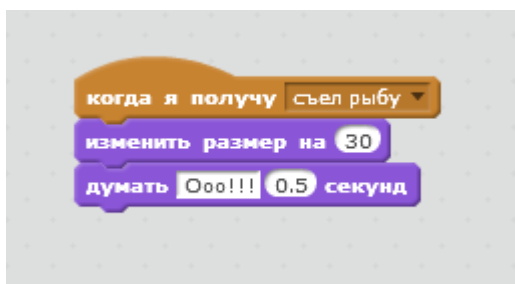 когда я получу съел рыбу
изменить размер на 30
думать Ооо!!! 0.5 секунд